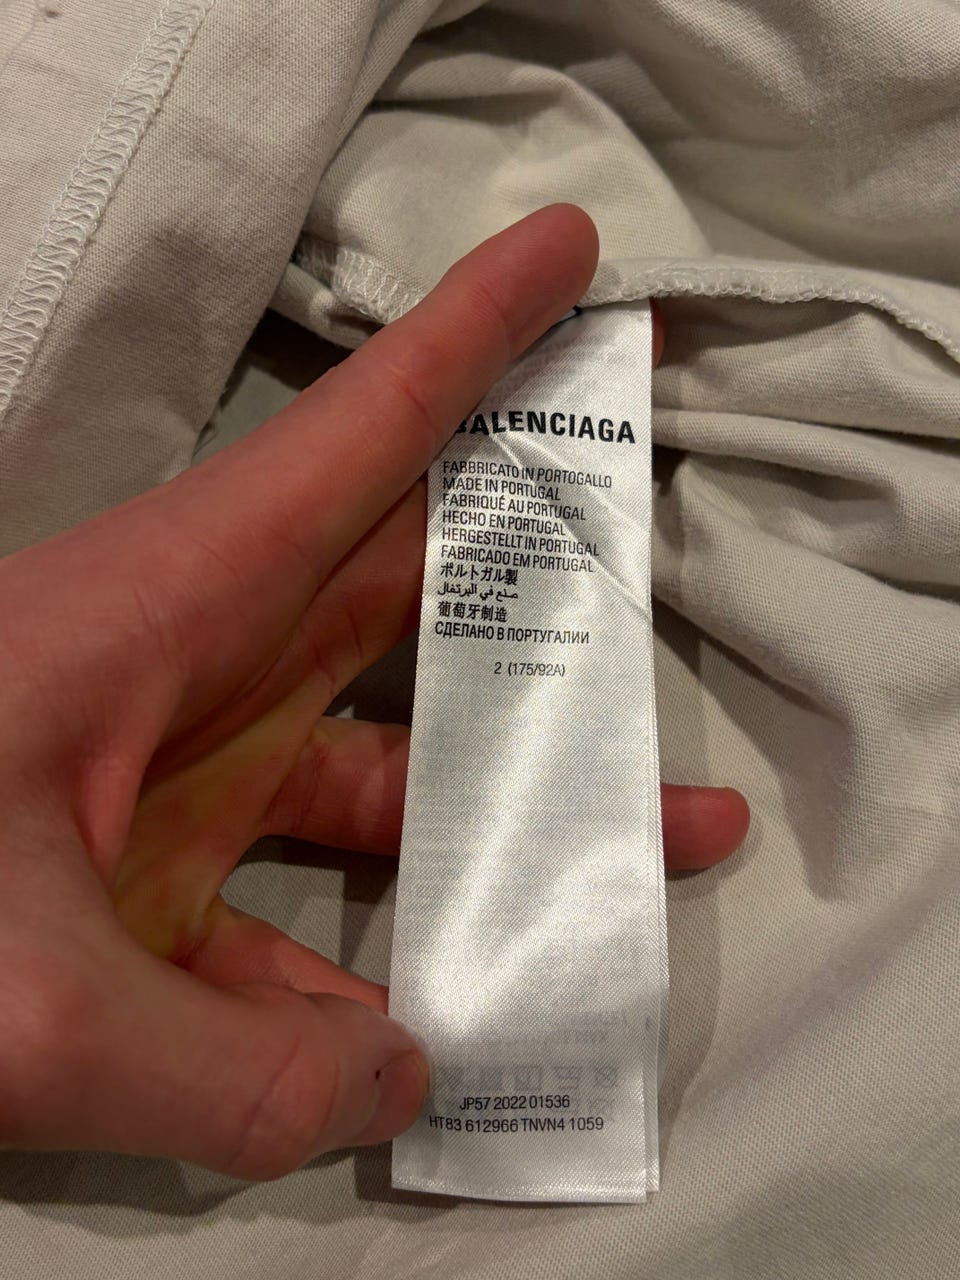 BALENCIAGA
FABBRICATO IN PORTOGALLO
MADE IN PORTUGAL
FABRIQUÉ AU PORTUGAL
HECHO EN PORTUGAL
HERGESTELLT IN PORTUGAL
FABRICADO EM PORTUGAL
ポルトガル製
صنع في البرتغال
葡萄牙制造
СДЕЛАНО В ПОРТУГАЛИИ
2 (175/92A)
JP57 2022 01536
HT83 612966 TNVN4 1059